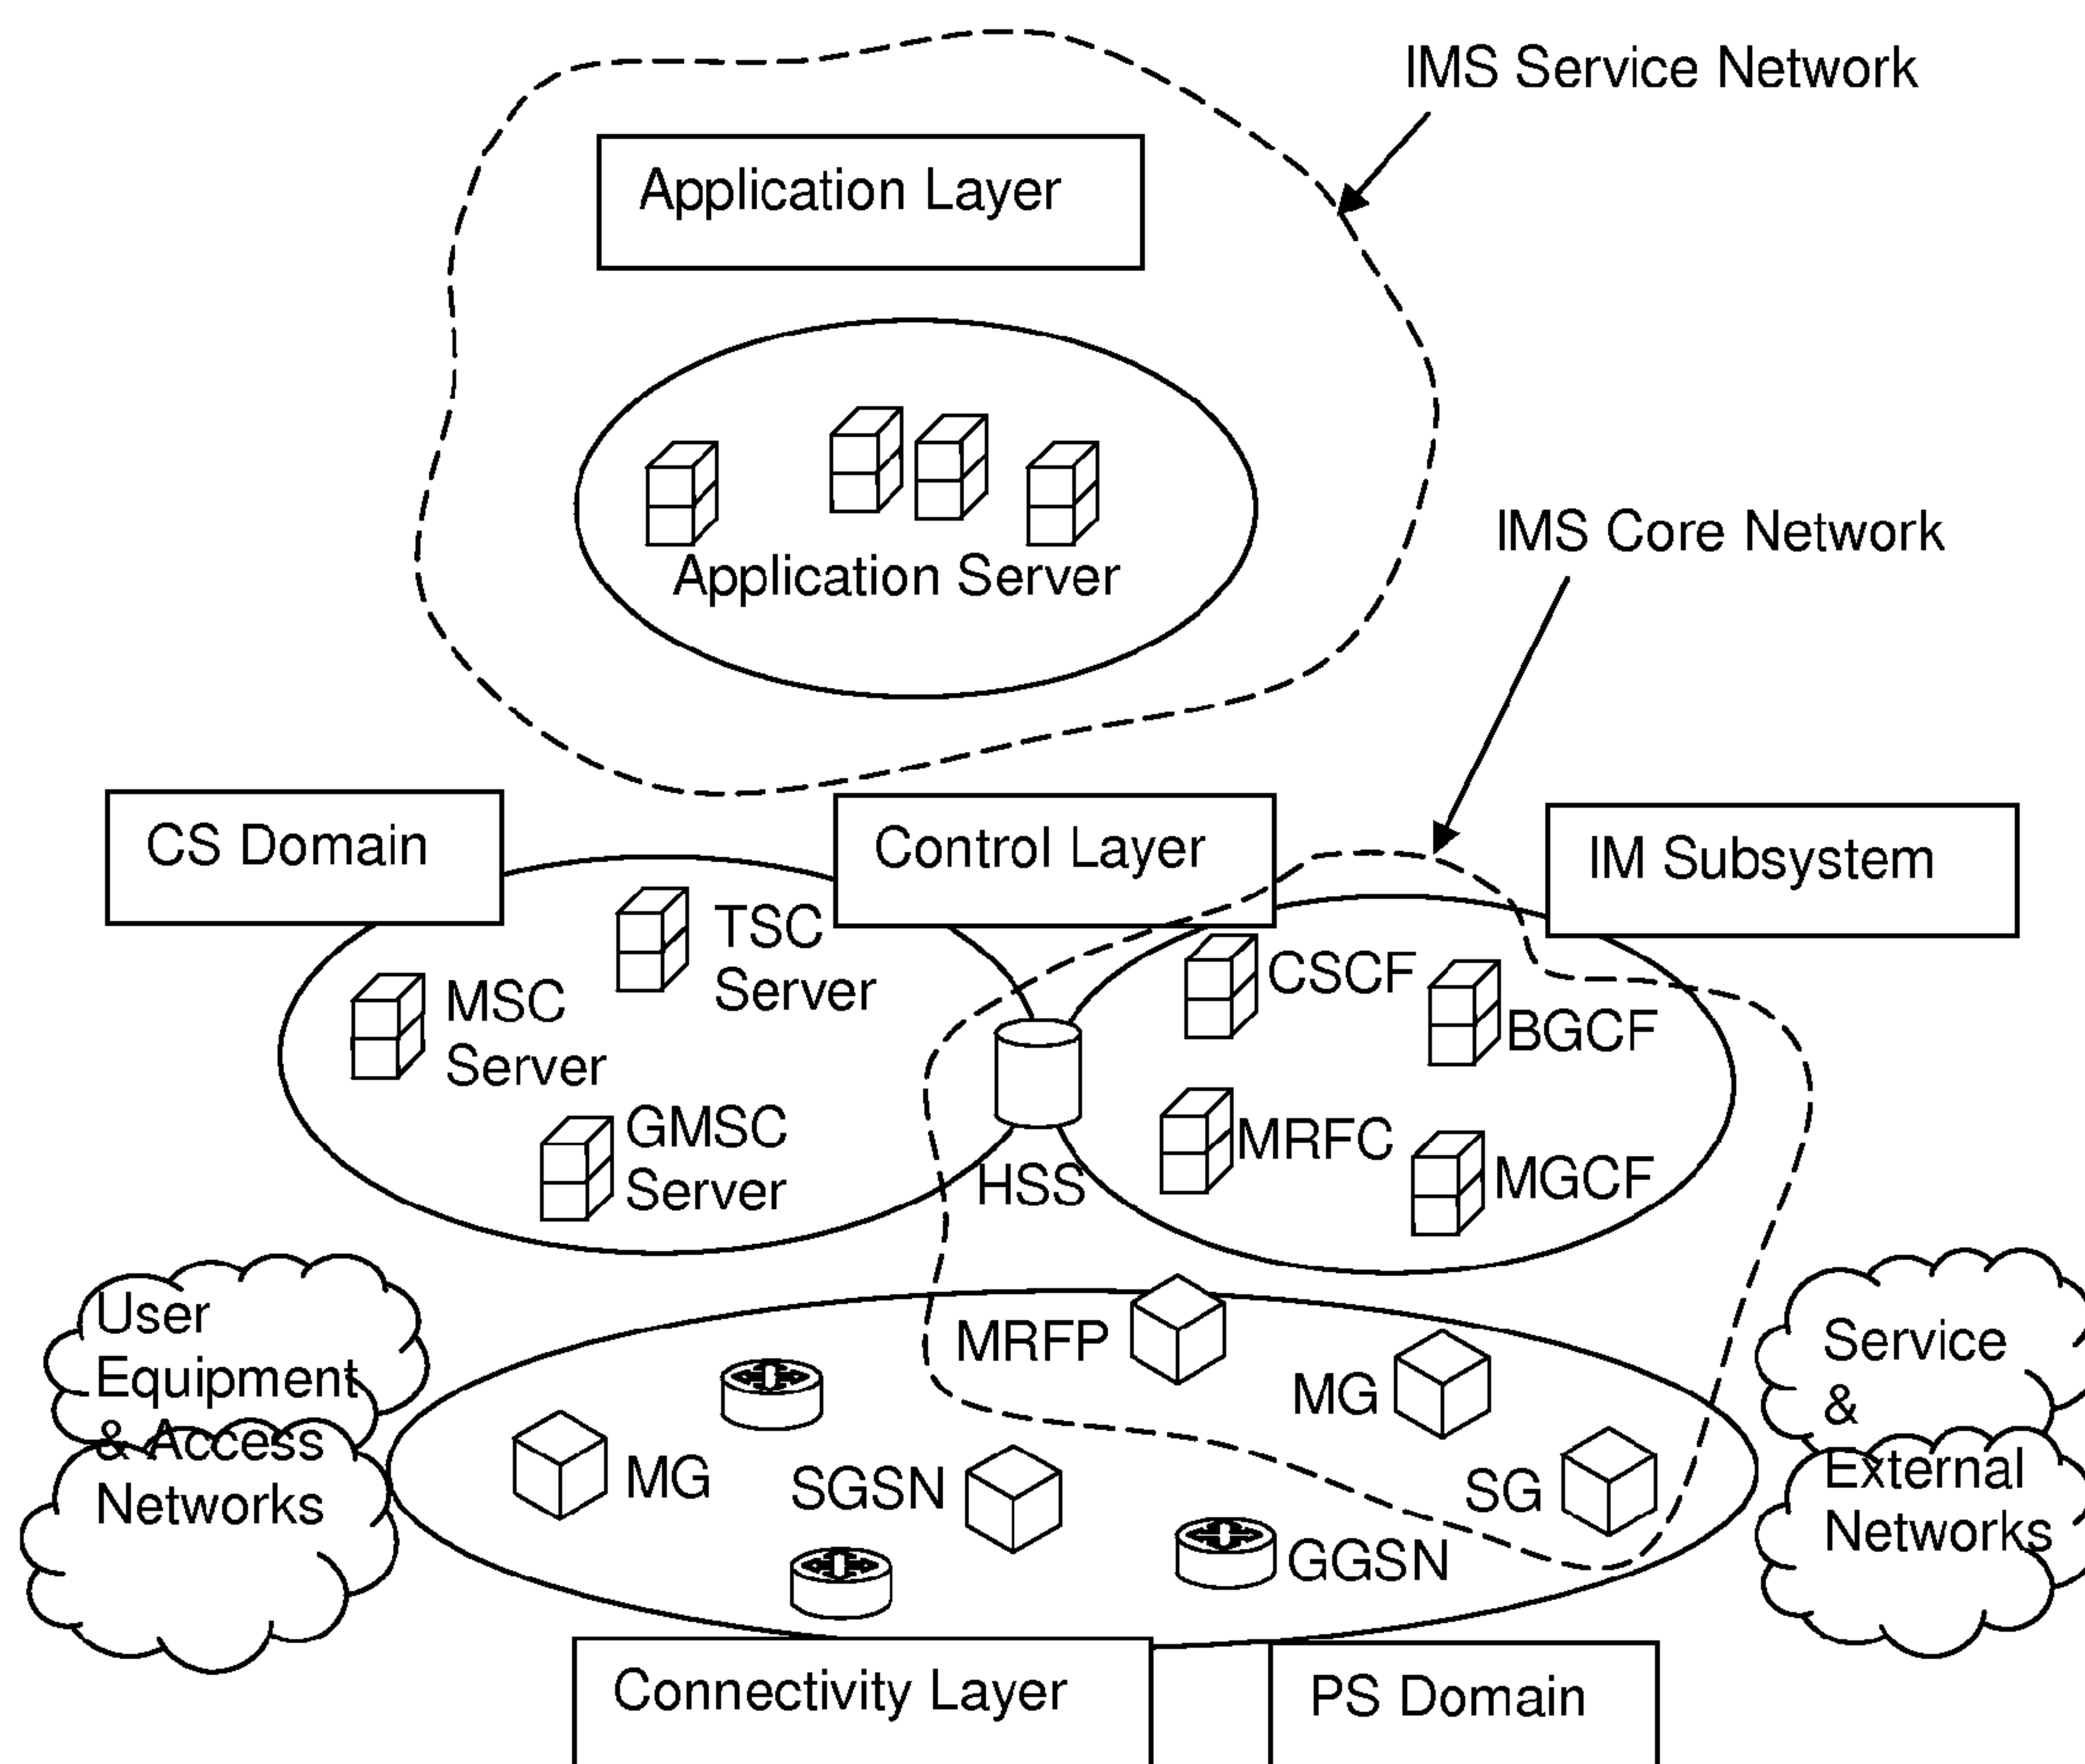 IMS Service Network
Application Layer
Application Server
IMS Core Network
CS Domain
Control Layer
IM Subsystem
TSC
Server
MSC
Server
GMSC
Server
HSS
CSCF
BGCF
MRFC
MGCF
User
Equipment
& Access
Networks
MRFP
MG
MG
SGSN
SG
GGSN
Service
&
External
Networks
Connectivity Layer
PS Domain